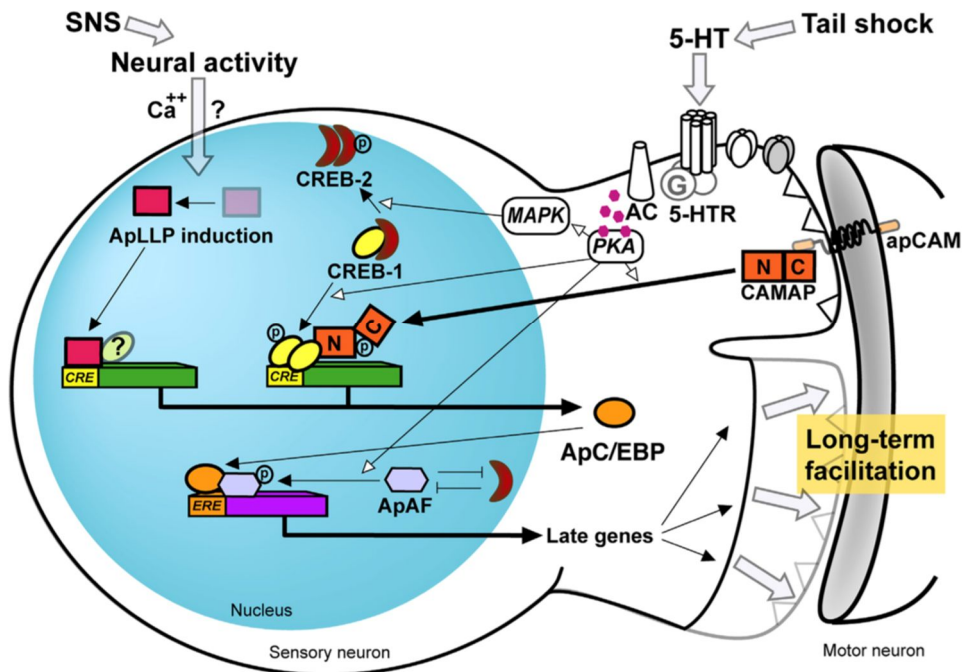 SNS
Tail shock
5-HT
Neural activity
Ca++ ?
P
CREB-2
MAPK
AC
G
5-HTR
PKA
apCAM
ApLLP induction
CREB-1
N C
CAMAP
P
N
C
P
?
CRE
CRE
ApC/EBP
Long-term
facilitation
P
ERE
ApAF
Late genes
Nucleus
Sensory neuron
Motor neuron